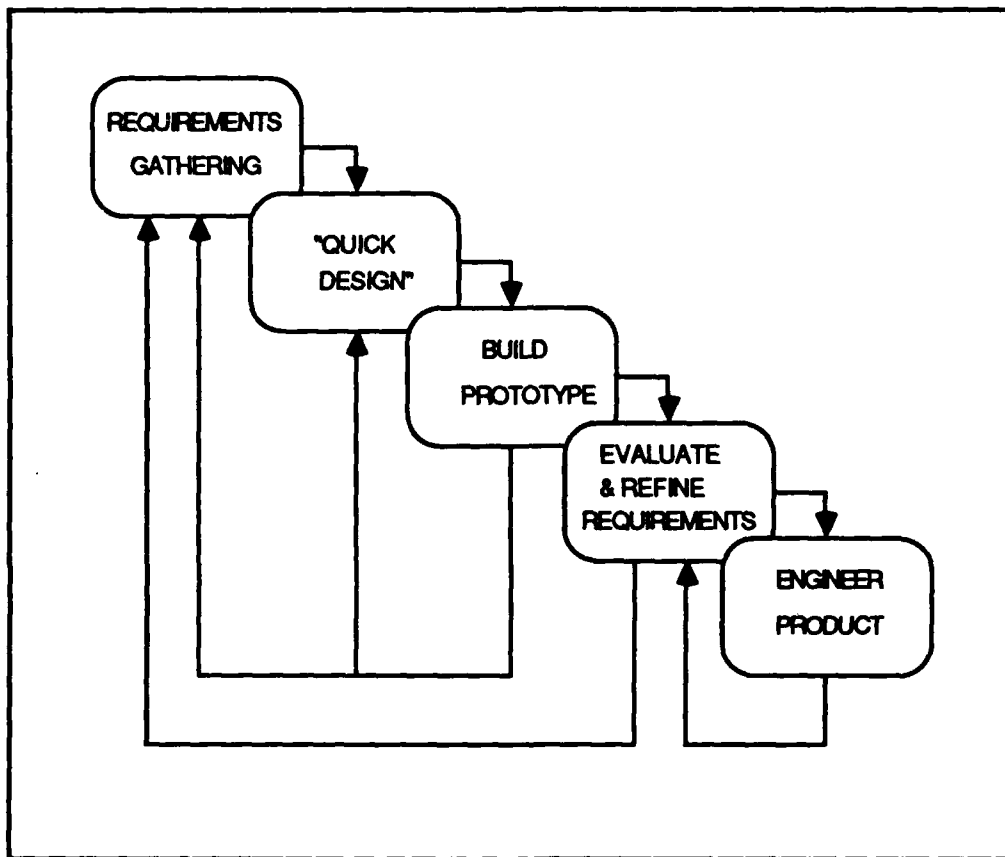 REQUIREMENTS
GATHERING
"QUICK
DESIGN"
BUILD
PROTOTYPE
EVALUATE
& REFINE
REQUIREMENTS
ENGINEER
PRODUCT